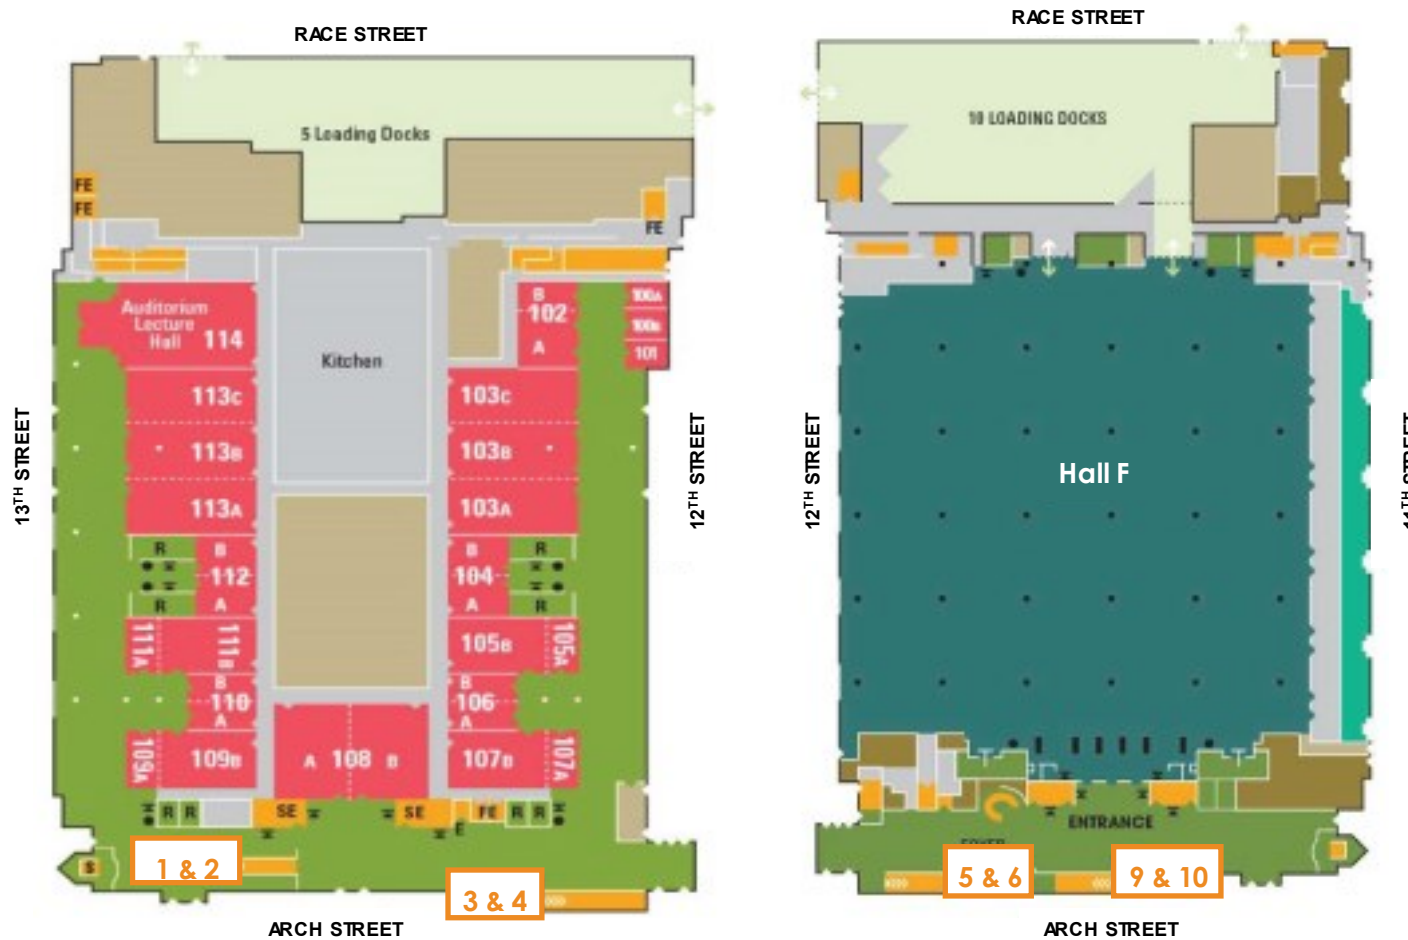 RACE STREET
5 Loading Docks
FE
FE
FE
Auditorium
Lecture
Hall 114
Kitchen
B
102
A
100A
100B
101
113C
103C
113B
103B
113A
103A
R
B
112
A
R
B
104
A
R
R
111A
111B
105B
105A
B
110
A
B
106
A
109A
109B
A 108 B
107B
107A
R R
SE
SE
E
FE
R R
S
1 & 2
3 & 4
13TH STREET
12TH STREET
ARCH STREET
RACE STREET
10 LOADING DOCKS
Hall F
12TH STREET
11TH STREET
ENTRANCE
FOYER
5 & 6
9 & 10
ARCH STREET